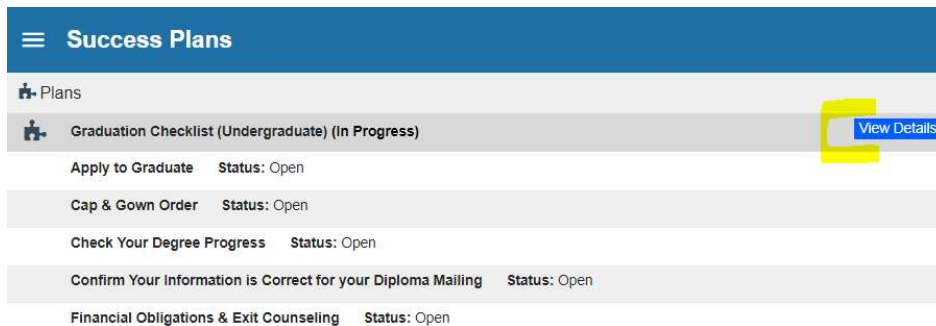 Success Plans
Plans
Graduation Checklist (Undergraduate) (In Progress) View Details
Apply to Graduate Status: Open
Cap & Gown Order Status: Open
Check Your Degree Progress Status: Open
Confirm Your Information is Correct for your Diploma Mailing Status: Open
Financial Obligations & Exit Counseling Status: Open